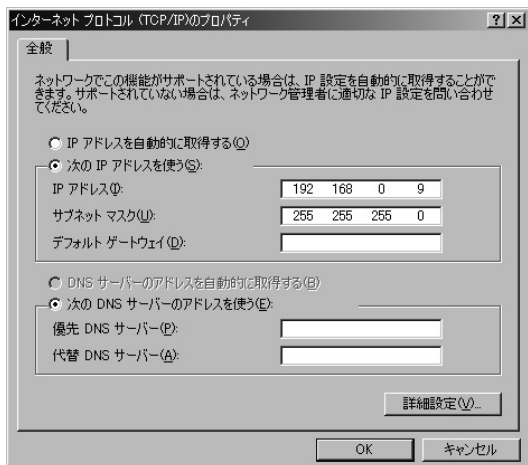 インターネット プロトコル (TCP/IP)のプロパティ
全般
ネットワークでこの機能がサポートされている場合は、IP 設定を自動的に取得することがで
きます。サポートされていない場合は、ネットワーク管理者に適切な IP 設定を問い合わせ
てください。
IP アドレスを自動的に取得する(O)
次の IP アドレスを使う(S):
IP アドレス(I): 192 168 0 9
サブネット マスク(U): 255 255 255 0
デフォルト ゲートウェイ(D):
DNS サーバーのアドレスを自動的に取得する(B)
次の DNS サーバーのアドレスを使う(E):
優先 DNS サーバー(P):
代替 DNS サーバー(A):
詳細設定(V)...
OK キャンセル